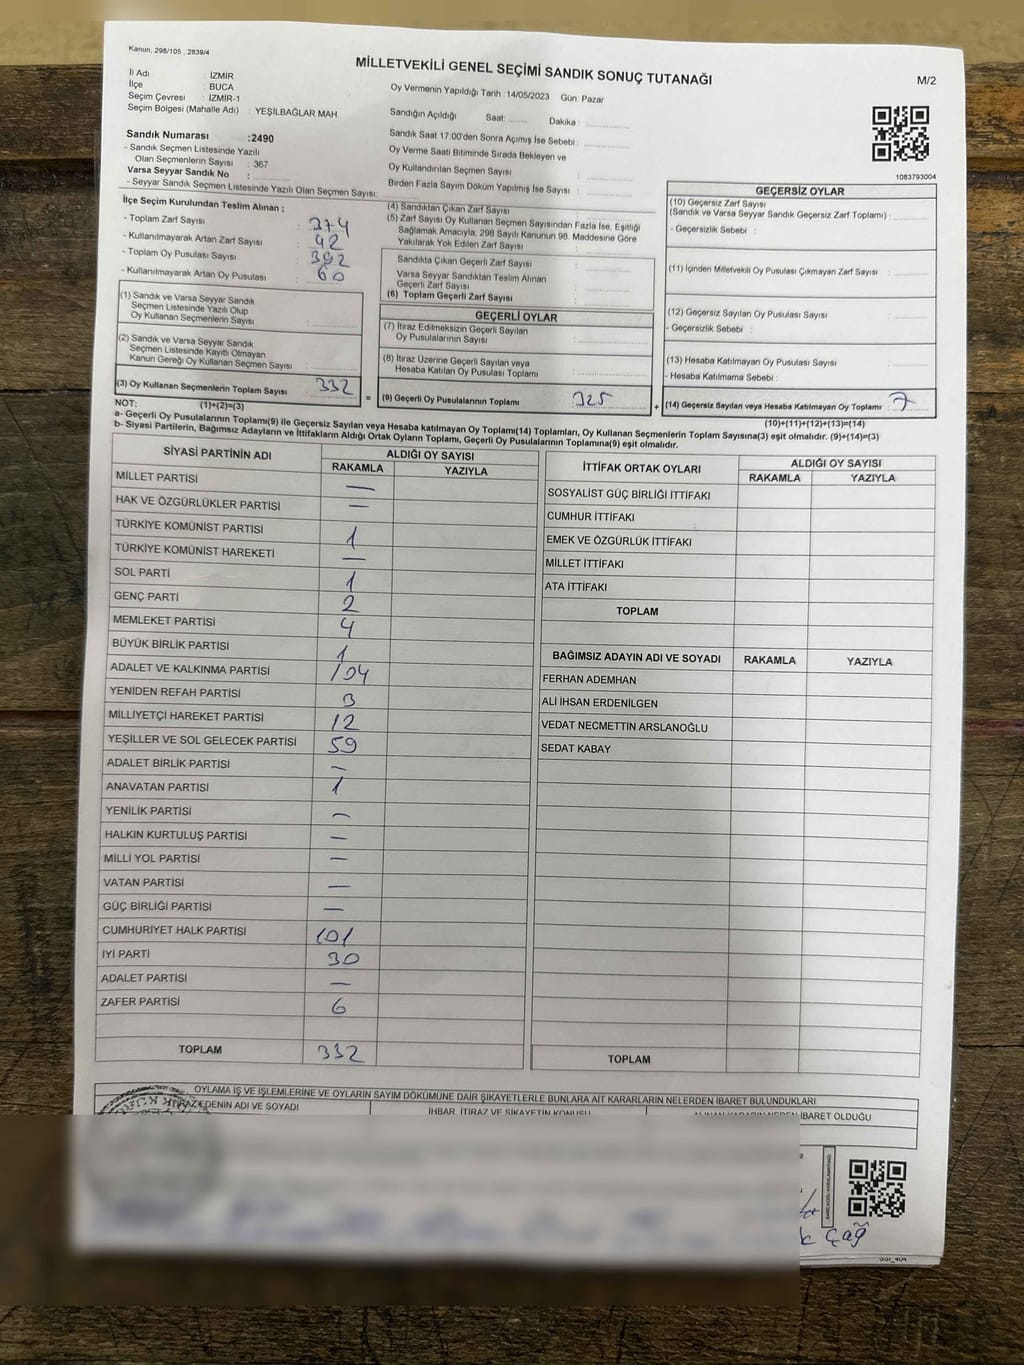 Kanun: 298/105 , 2839/4
MİLLETVEKİLİ GENEL SEÇİMİ SANDIK SONUÇ TUTANAĞI
M/2
İl Adı : İZMİR
İlçe : BUCA
Seçim Çevresi : İZMİR-1
Seçim Bölgesi (Mahalle Adı) : YEŞİLBAĞLAR MAH
Sandık Numarası :2490
- Sandık Seçmen Listesinde Yazılı
Olan Seçmenlerin Sayısı : 367
Varsa Seyyar Sandık No :
- Seyyar Sandık Seçmen Listesinde Yazılı Olan Seçmen Sayısı:
Oy Vermenin Yapıldığı Tarih :14/05/2023 Gün: Pazar
Sandığın Açıldığı Saat: Dakika :
Sandık Saat 17:00'den Sonra Açımış İse Sebebi :
Oy Verme Saati Bitiminde Sırada Bekleyen ve
Oy Kullandırılan Seçmen Sayısı :
Birden Fazla Sayım Döküm Yapılmış İse Sayısı :
1083793004
İlçe Seçim Kurulundan Teslim Alınan ;
- Toplam Zarf Sayısı : 374
- Kullanılmayarak Artan Zarf Sayısı : 42
- Toplam Oy Pusulası Sayısı : 392
- Kullanılmayarak Artan Oy Pusulası : 60
(1) Sandık ve Varsa Seyyar Sandık
Seçmen Listesinde Yazılı Olup
Oy Kullanan Seçmenlerin Sayısı :
(2) Sandık ve Varsa Seyyar Sandık
Seçmen Listesinde Kayıtlı Olmayan
Kanun Gereği Oy Kullanan Seçmen Sayısı :
(3) Oy Kullanan Seçmenlerin Toplam Sayısı : 332
(1)+(2)=(3)
(4) Sandıktan Çıkan Zarf Sayısı :
(5) Zarf Sayısı Oy Kullanan Seçmen Sayısından Fazla İse, Eşitliği
Sağlamak Amacıyla; 298 Sayılı Kanunun 98. Maddesine Göre
Yakılarak Yok Edilen Zarf Sayısı :
Sandıkta Çıkan Geçerli Zarf Sayısı :
Varsa Seyyar Sandıktan Teslim Alınan
Geçerli Zarf Sayısı :
(6) Toplam Geçerli Zarf Sayısı :
GEÇERLİ OYLAR
(7) İtiraz Edilmeksizin Geçerli Sayılan
Oy Pusulalarının Sayısı :
(8) İtiraz Üzerine Geçerli Sayılan veya
Hesaba Katılan Oy Pusulası Toplamı :
= (9) Geçerli Oy Pusulalarının Toplamı : 325
GEÇERSİZ OYLAR
(10) Geçersiz Zarf Sayısı
(Sandık ve Varsa Seyyar Sandık Geçersiz Zarf Toplamı) :
- Geçersizlik Sebebi :
(11) İçinden Milletvekili Oy Pusulası Çıkmayan Zarf Sayısı :
(12) Geçersiz Sayılan Oy Pusulası Sayısı :
- Geçersizlik Sebebi :
(13) Hesaba Katılmayan Oy Pusulası Sayısı :
- Hesaba Katılmama Sebebi :
+ (14) Geçersiz Sayılan veya Hesaba Katılmayan Oy Toplamı : 7
(10)+(11)+(12)+(13)=(14)
NOT:
a- Geçerli Oy Pusulalarının Toplamı(9) ile Geçersiz Sayılan veya Hesaba katılmayan Oy Toplamı(14) Toplamları, Oy Kullanan Seçmenlerin Toplam Sayısına(3) eşit olmalıdır. (9)+(14)=(3)
b- Siyasi Partilerin, Bağımsız Adayların ve İttifakların Aldığı Ortak Oyların Toplamı, Geçerli Oy Pusulalarının Toplamına(9) eşit olmalıdır.
SİYASİ PARTİNİN ADI ALDIĞI OY SAYISI
RAKAMLA YAZIYLA
MİLLET PARTİSİ —
HAK VE ÖZGÜRLÜKLER PARTİSİ —
TÜRKİYE KOMÜNİST PARTİSİ 1
TÜRKİYE KOMÜNİST HAREKETİ —
SOL PARTİ 1
GENÇ PARTİ 2
MEMLEKET PARTİSİ 4
BÜYÜK BİRLİK PARTİSİ 1
ADALET VE KALKINMA PARTİSİ 104
YENİDEN REFAH PARTİSİ 3
MİLLİYETÇİ HAREKET PARTİSİ 12
YEŞİLLER VE SOL GELECEK PARTİSİ 59
ADALET BİRLİK PARTİSİ —
ANAVATAN PARTİSİ 1
YENİLİK PARTİSİ —
HALKIN KURTULUŞ PARTİSİ —
MİLLİ YOL PARTİSİ —
VATAN PARTİSİ —
GÜÇ BİRLİĞİ PARTİSİ —
CUMHURİYET HALK PARTİSİ 101
İYİ PARTİ 30
ADALET PARTİSİ —
ZAFER PARTİSİ 6
TOPLAM 332
İTTİFAK ORTAK OYLARI ALDIĞI OY SAYISI
RAKAMLA YAZIYLA
SOSYALİST GÜÇ BİRLİĞİ İTTİFAKI
CUMHUR İTTİFAKI
EMEK VE ÖZGÜRLÜK İTTİFAKI
MİLLET İTTİFAKI
ATA İTTİFAKI
TOPLAM
BAĞIMSIZ ADAYIN ADI VE SOYADI RAKAMLA YAZIYLA
FERHAN ADEMHAN
ALİ İHSAN ERDENİLGEN
VEDAT NECMETTİN ARSLANOĞLU
SEDAT KABAY
TOPLAM
OYLAMA İŞ VE İŞLEMLERİNE VE OYLARIN SAYIM DÖKÜMÜNE DAİR ŞİKAYETLERLE BUNLARA AİT KARARLARIN NELERDEN İBARET BULUNDUKLARI
İTİRAZ EDENİN ADI VE SOYADI İHBAR, İTİRAZ VE ŞİKAYETİN KONUSU ALINAN KARARIN NEDEN İBARET OLDUĞU
Çağ